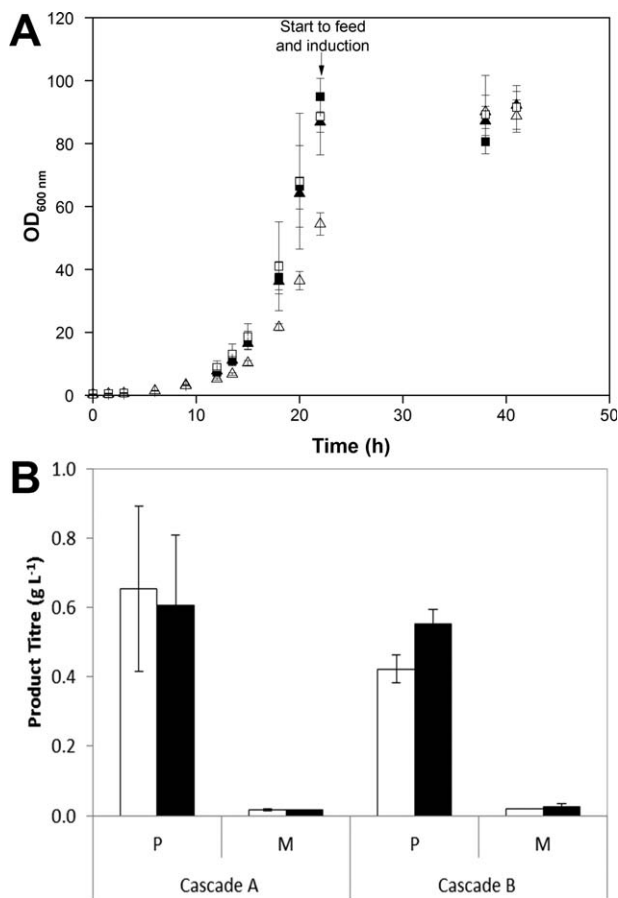 A
Start to feed
and induction
120
100
80
60
40
20
0
OD600 nm
0 10 20 30 40 50
Time (h)
B
1.0
0.8
0.6
0.4
0.2
0.0
Product Titre (g L-1)
P M P M
Cascade A Cascade B